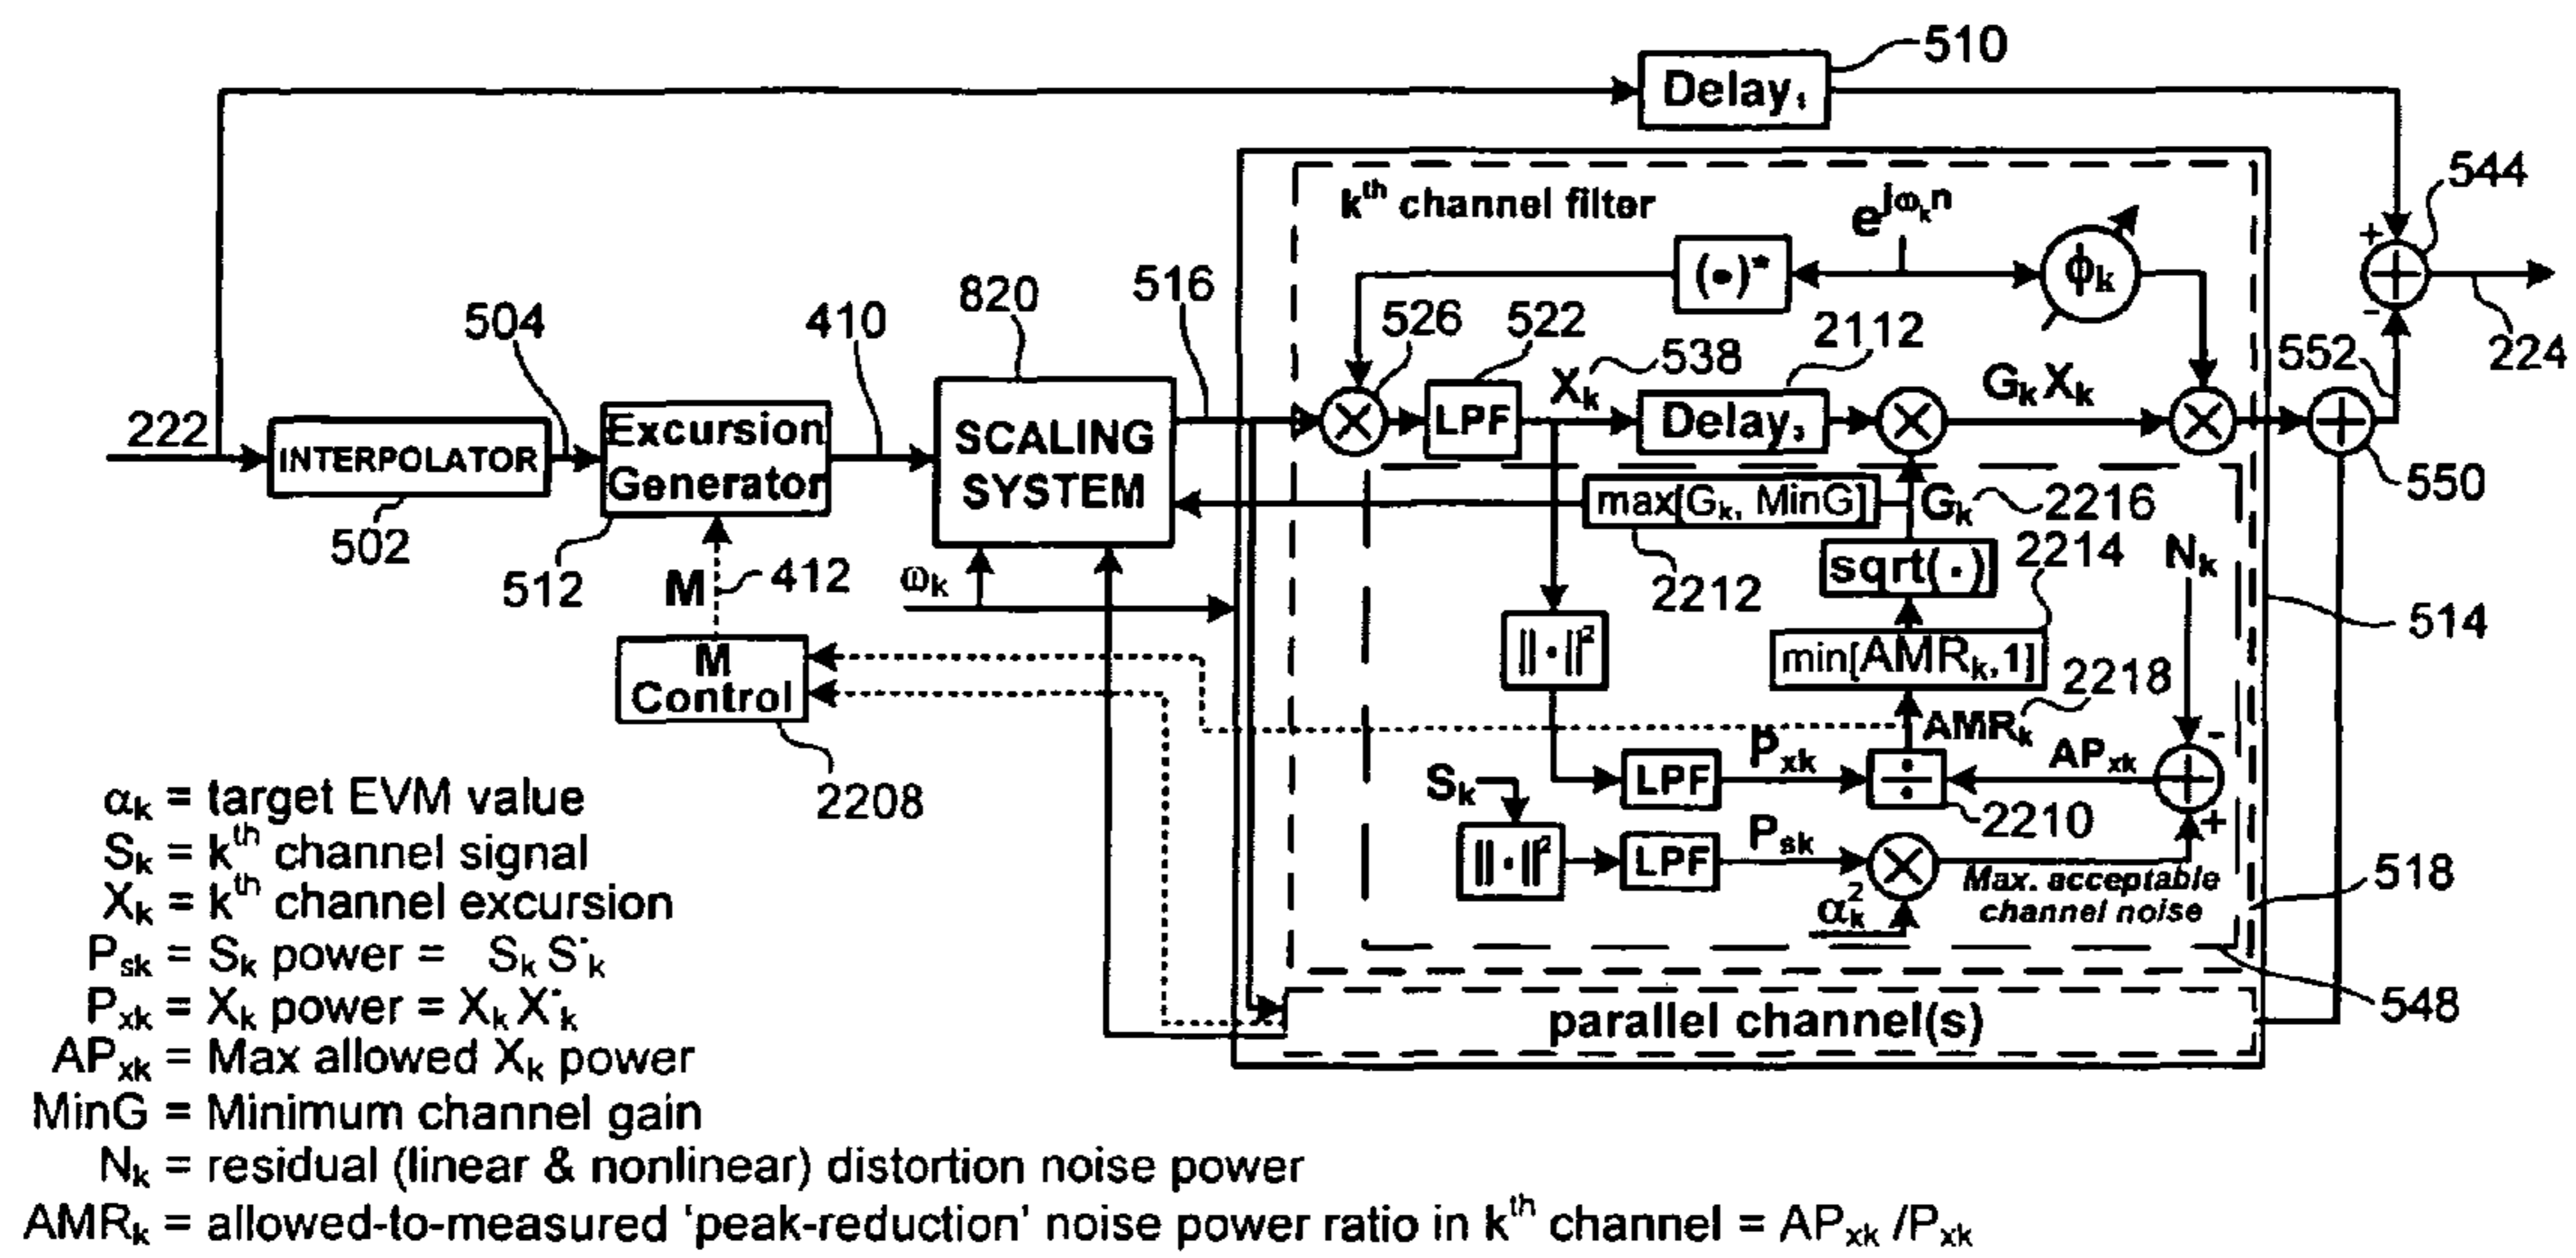 510
Delay₁
544
kᵗʰ channel filter
e^jωₖn
(•)*
ϕₖ
820
516
526
522
2112
504
410
Xₖ
538
GₖXₖ
552
224
222
INTERPOLATOR
Excursion
Generator
SCALING
SYSTEM
LPF
Delay₃
550
502
512
max[Gₖ, MinG]
Gₖ
2216
M
412
ωₖ
2212
sqrt(·)
2214
Nₖ
514
M
Control
||·||²
min[AMRₖ,1]
2218
AMRₖ
2208
Pₓₖ
LPF
APₓₖ
÷
2210
Sₖ
||·||²
LPF
Pₛₖ
αₖ²
Max. acceptable
channel noise
518
548
parallel channel(s)
αₖ = target EVM value
Sₖ = kᵗʰ channel signal
Xₖ = kᵗʰ channel excursion
Pₛₖ = Sₖ power = Sₖ S*ₖ
Pₓₖ = Xₖ power = Xₖ X*ₖ
APₓₖ = Max allowed Xₖ power
MinG = Minimum channel gain
Nₖ = residual (linear & nonlinear) distortion noise power
AMRₖ = allowed-to-measured 'peak-reduction' noise power ratio in kᵗʰ channel = APₓₖ /Pₓₖ